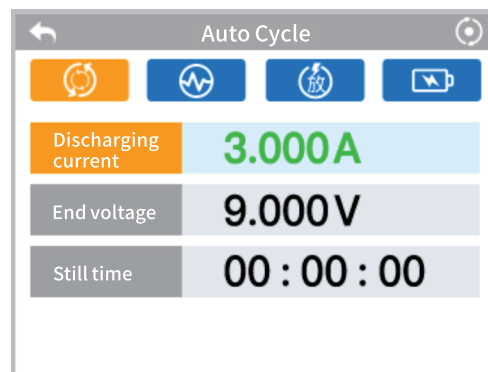 Auto Cycle
放
Discharging
current
3.000A
End voltage
9.000V
Still time
00 : 00 : 00